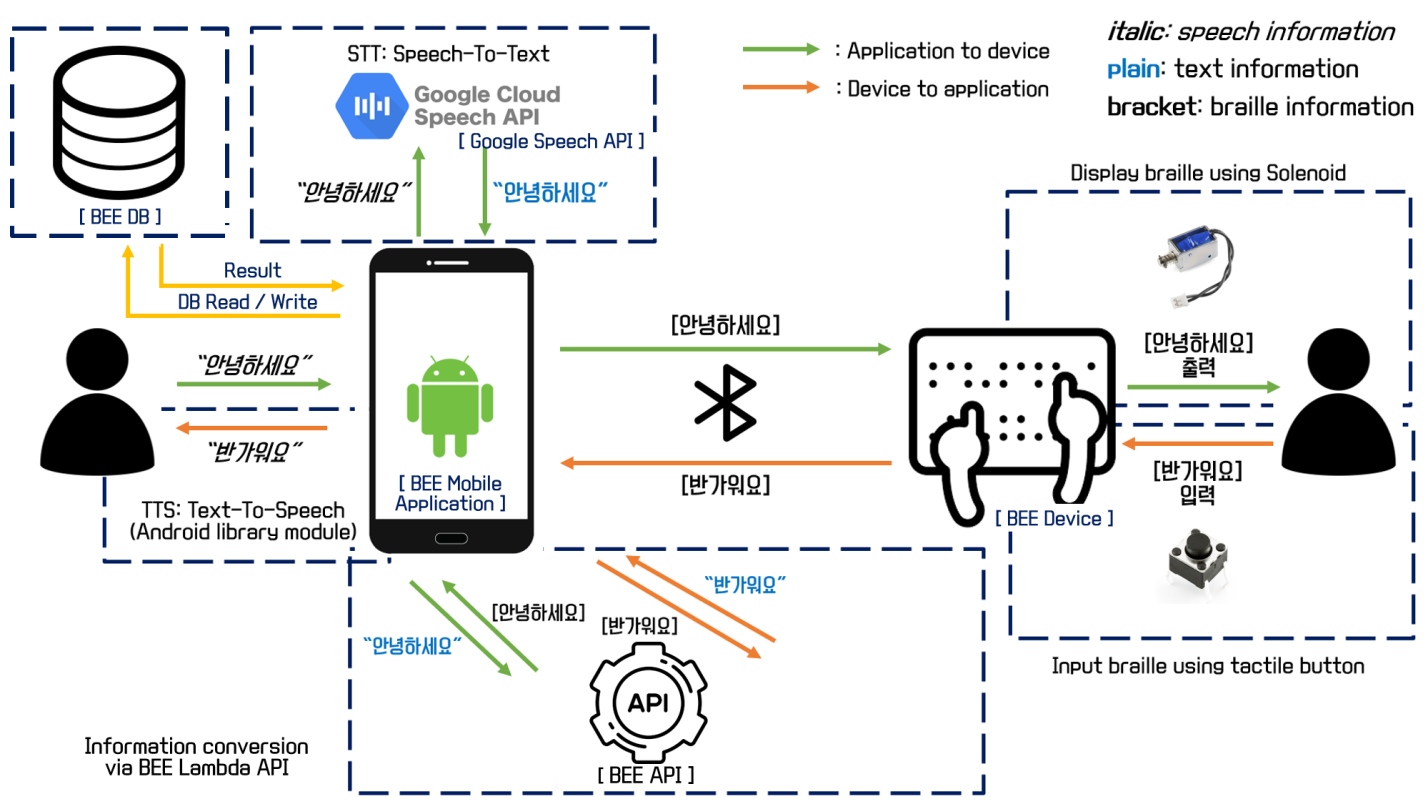 STT: Speech-To-Text
Google Cloud
Speech API
[ Google Speech API ]
“안녕하세요”
“안녕하세요”
: Application to device
: Device to application
italic: speech information
plain: text information
bracket: braille information
[ BEE DB ]
Result
DB Read / Write
“안녕하세요”
“반가워요”
TTS: Text-To-Speech
(Android library module)
[ BEE Mobile
Application ]
[안녕하세요]
[반가워요]
Display braille using Solenoid
[안녕하세요]
출력
[반가워요]
입력
[ BEE Device ]
Input braille using tactile button
“안녕하세요”
[안녕하세요]
[반가워요]
“반가워요”
API
[ BEE API ]
Information conversion
via BEE Lambda API